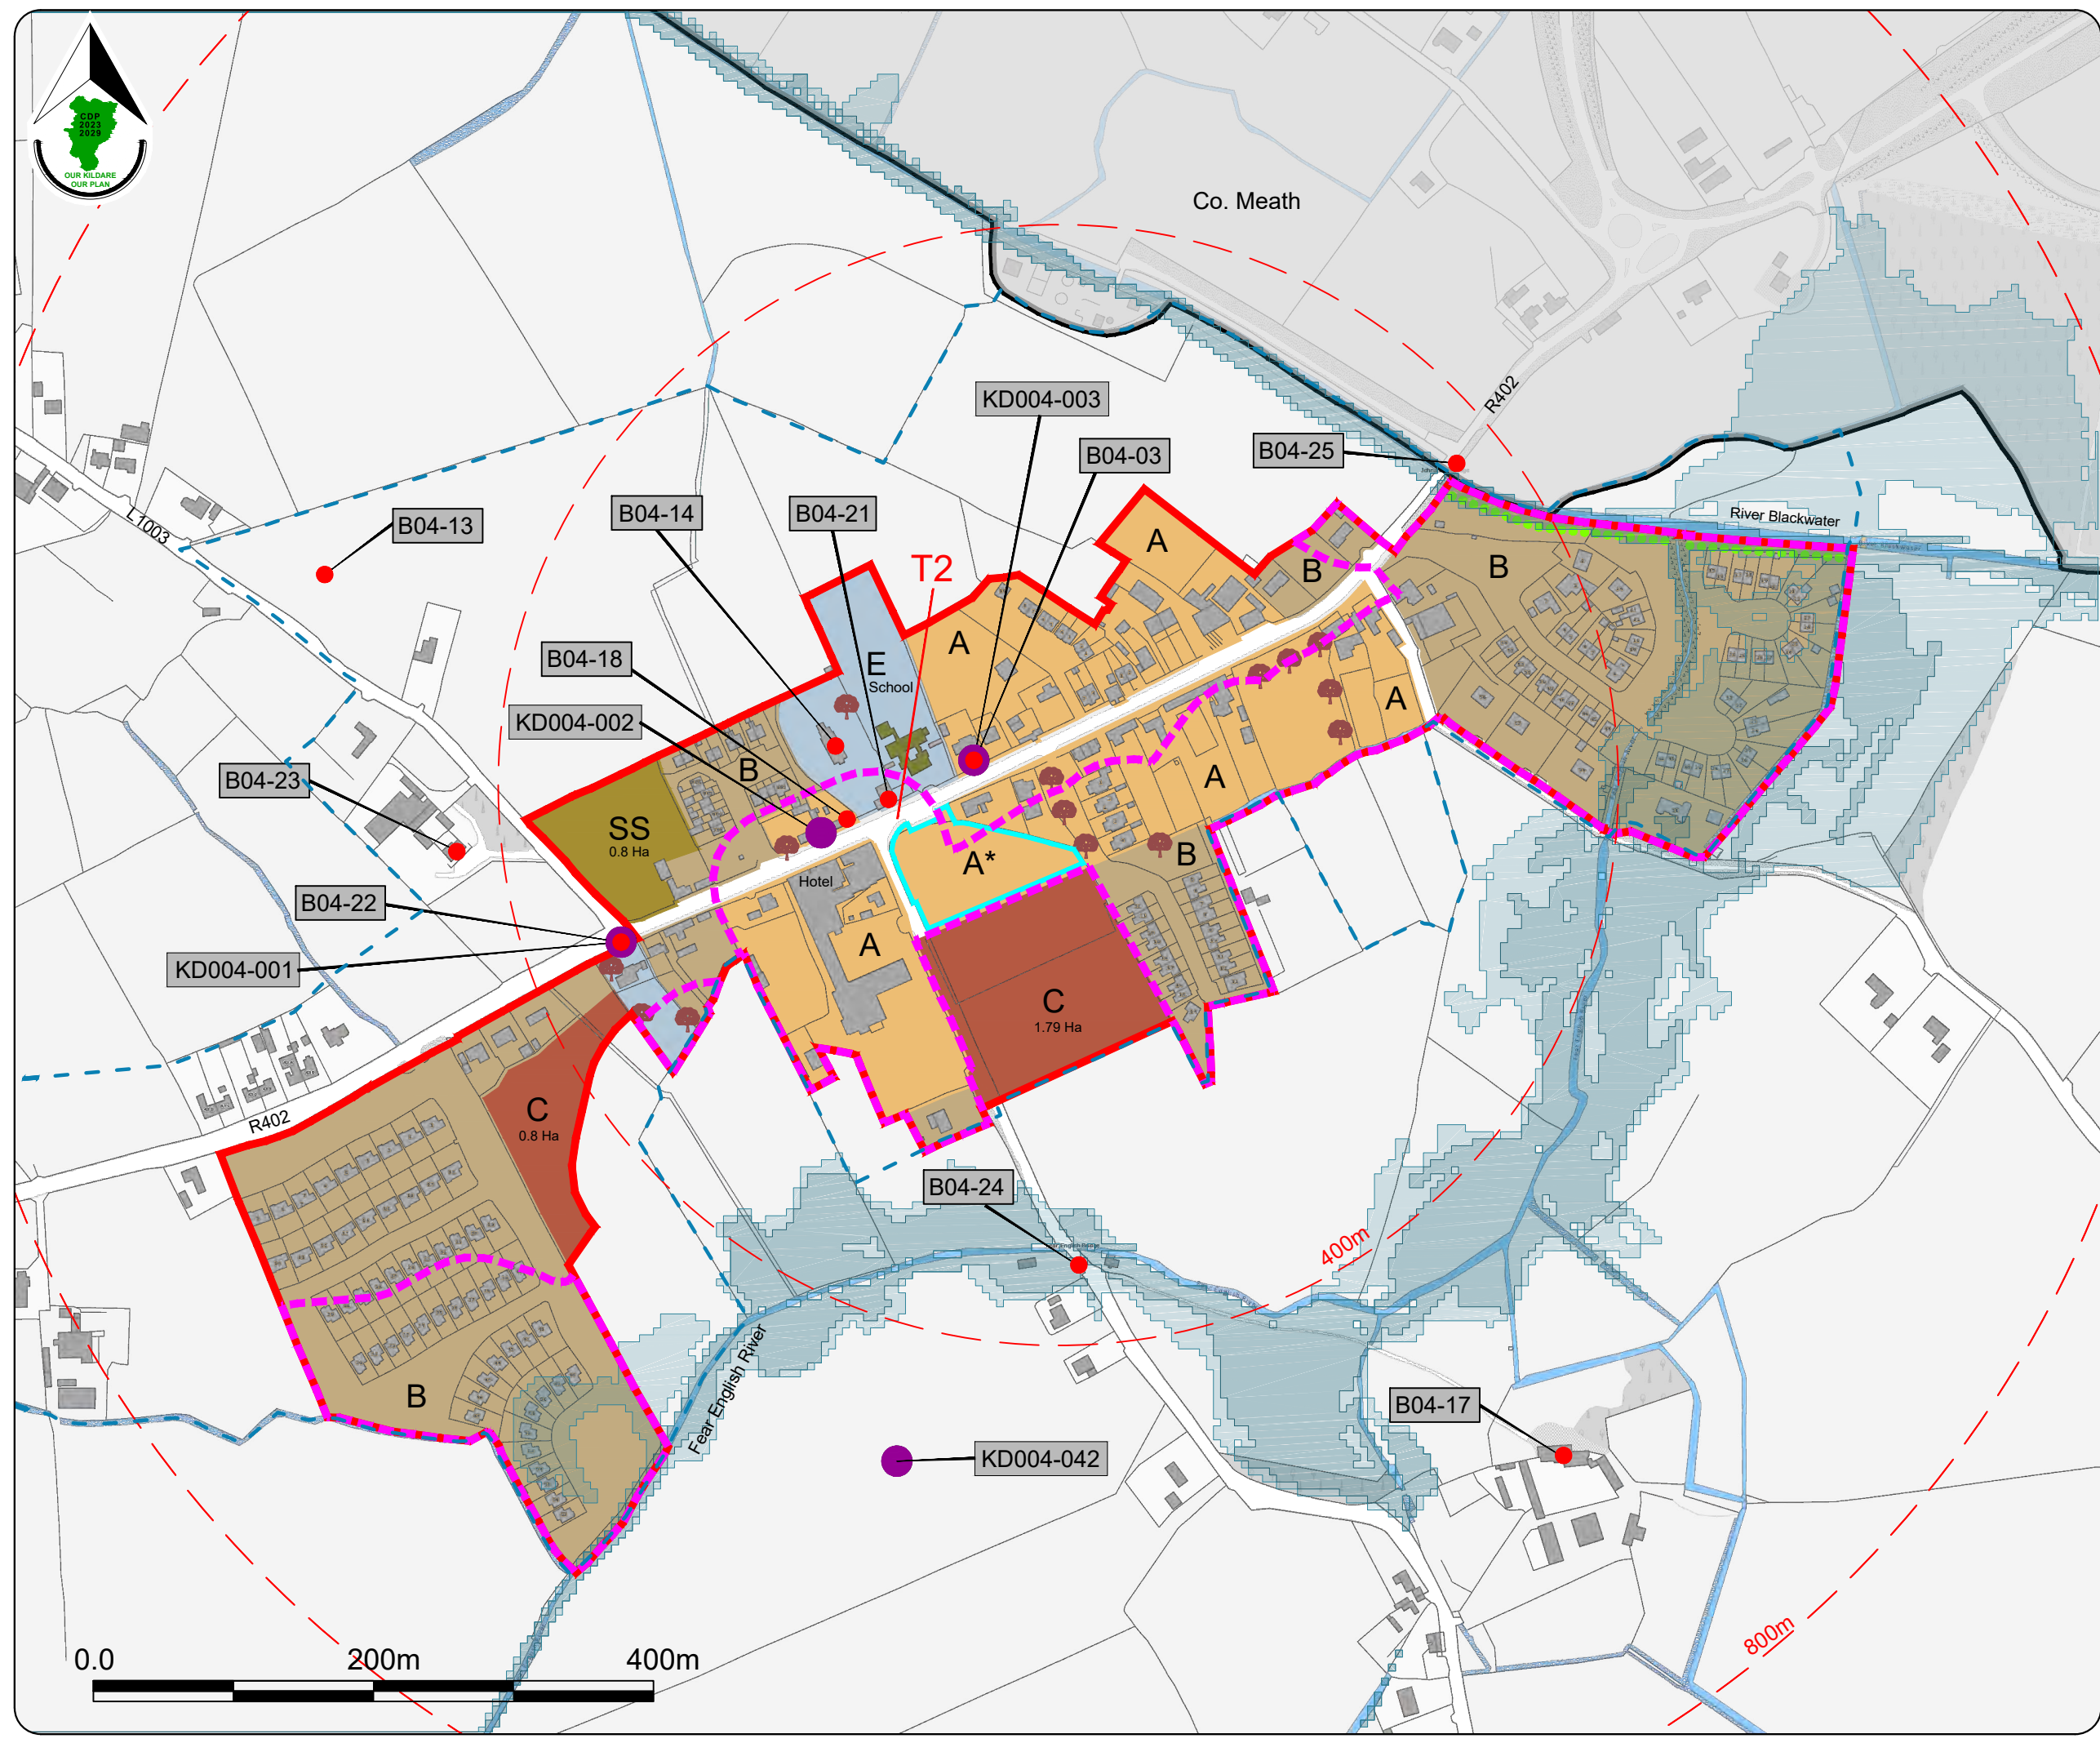 CDP
2023
2029
OUR KILDARE
OUR PLAN
Co. Meath
R402
KD004-003
B04-03
B04-25
B04-13
B04-14
B04-21
L1003
T2
River Blackwater
A
B
B
B04-18
E
School
A
KD004-002
A
B
A
B04-23
SS
0.8 Ha
A*
B
Hotel
B04-22
A
KD004-001
C
1.79 Ha
C
0.8 Ha
R402
B04-24
400m
Fear English River
B
B04-17
KD004-042
800m
0.0
200m
400m